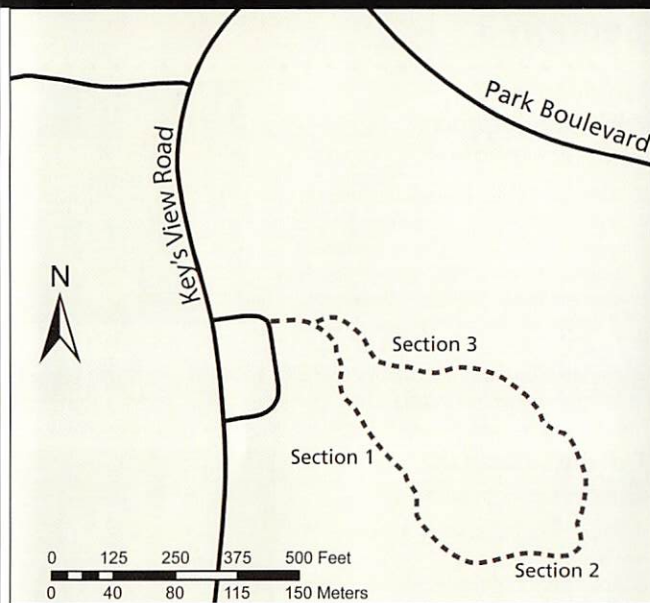 Park Boulevard
Key's View Road
N
Section 3
Section 1
Section 2
0 125 250 375 500 Feet
0 40 80 115 150 Meters